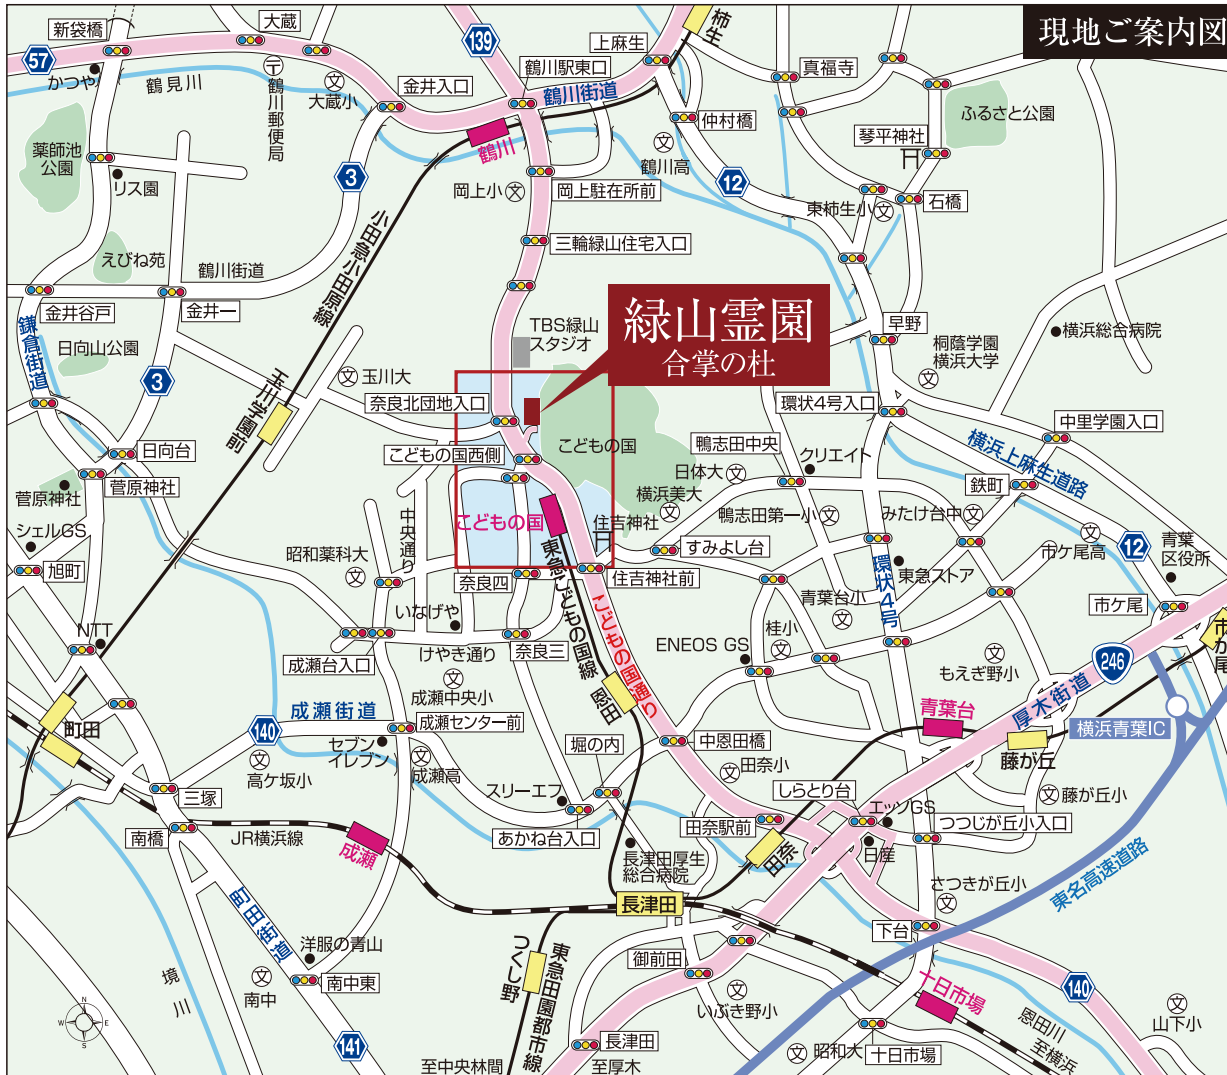 現地ご案内図
新袋橋
大蔵
139
柿生
上麻生
57
かつや
鶴見川
鶴川郵便局
大蔵小
金井入口
鶴川駅東口
鶴川街道
真福寺
仲村橋
ふるさと公園
琴平神社
薬師池
公園
リス園
3
鶴川
岡上小
岡上駐在所前
鶴川高
12
東柿生小
石橋
えびね苑
鶴川街道
小田急小田原線
三輪緑山住宅入口
金井谷戸
金井一
鎌倉街道
日向山公園
3
TBS緑山
スタジオ
緑山霊園
合掌の杜
早野
桐蔭学園
横浜大学
横浜総合病院
玉川大
玉川学園前
奈良北団地入口
こどもの国西側
こどもの国
鴨志田中央
環状4号入口
中里学園入口
横浜上麻生道路
日向台
菅原神社
菅原神社
シェルGS
旭町
中央通り
こどもの国
住吉神社
日体大
横浜美大
クリエイト
鴨志田第一小
みたけ台中
鉄町
市ケ尾高
12
青葉
区役所
昭和薬科大
奈良四
東急こどもの国線
住吉神社前
すみよし台
環状4号
東急ストア
青葉台小
市ケ尾
市が尾
NTT
いなげや
成瀬台入口
けやき通り
奈良三
こどもの国通り
ENEOS GS
桂小
もえぎ野小
246
厚木街道
町田
成瀬街道
140
成瀬中央小
成瀬センター前
恩田
青葉台
横浜青葉IC
藤が丘
セブン
イレブン
成瀬高
高ケ坂小
堀の内
中恩田橋
田奈小
しらとり台
エッソGS
藤が丘小
三塚
スリーエフ
南橋
JR横浜線
成瀬
あかね台入口
田奈駅前
つつじが丘小入口
日産
田奈
長津田厚生
総合病院
東名高速道路
さつきが丘小
長津田
下台
町田街道
洋服の青山
つくし野
東急田園都市線
御前田
十日市場
140
境川
南中
南中東
いぶき野小
恩田川
山下小
N
W
E
S
141
長津田
昭和大
十日市場
至横浜
至中央林間
至厚木